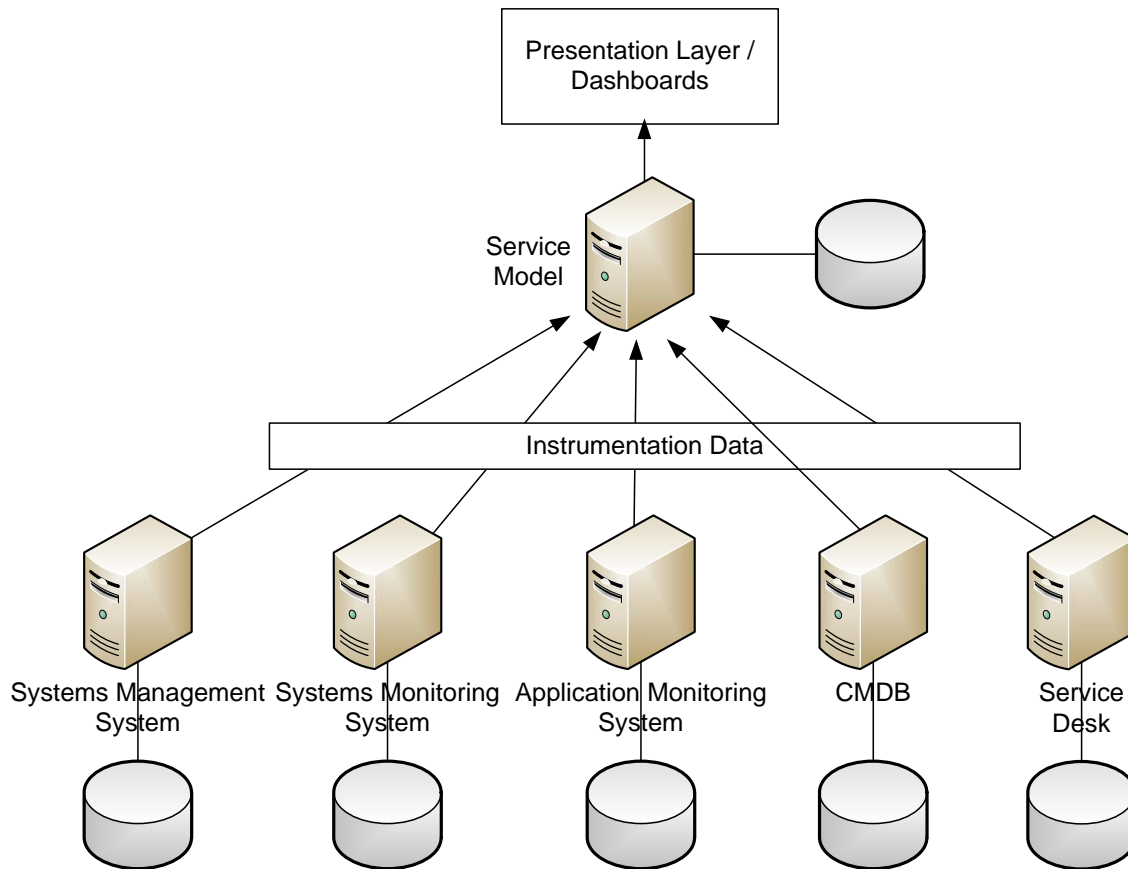 Presentation Layer /
Dashboards
Service
Model
Instrumentation Data
Systems Management
System
Systems Monitoring
System
Application Monitoring
System
CMDB
Service
Desk